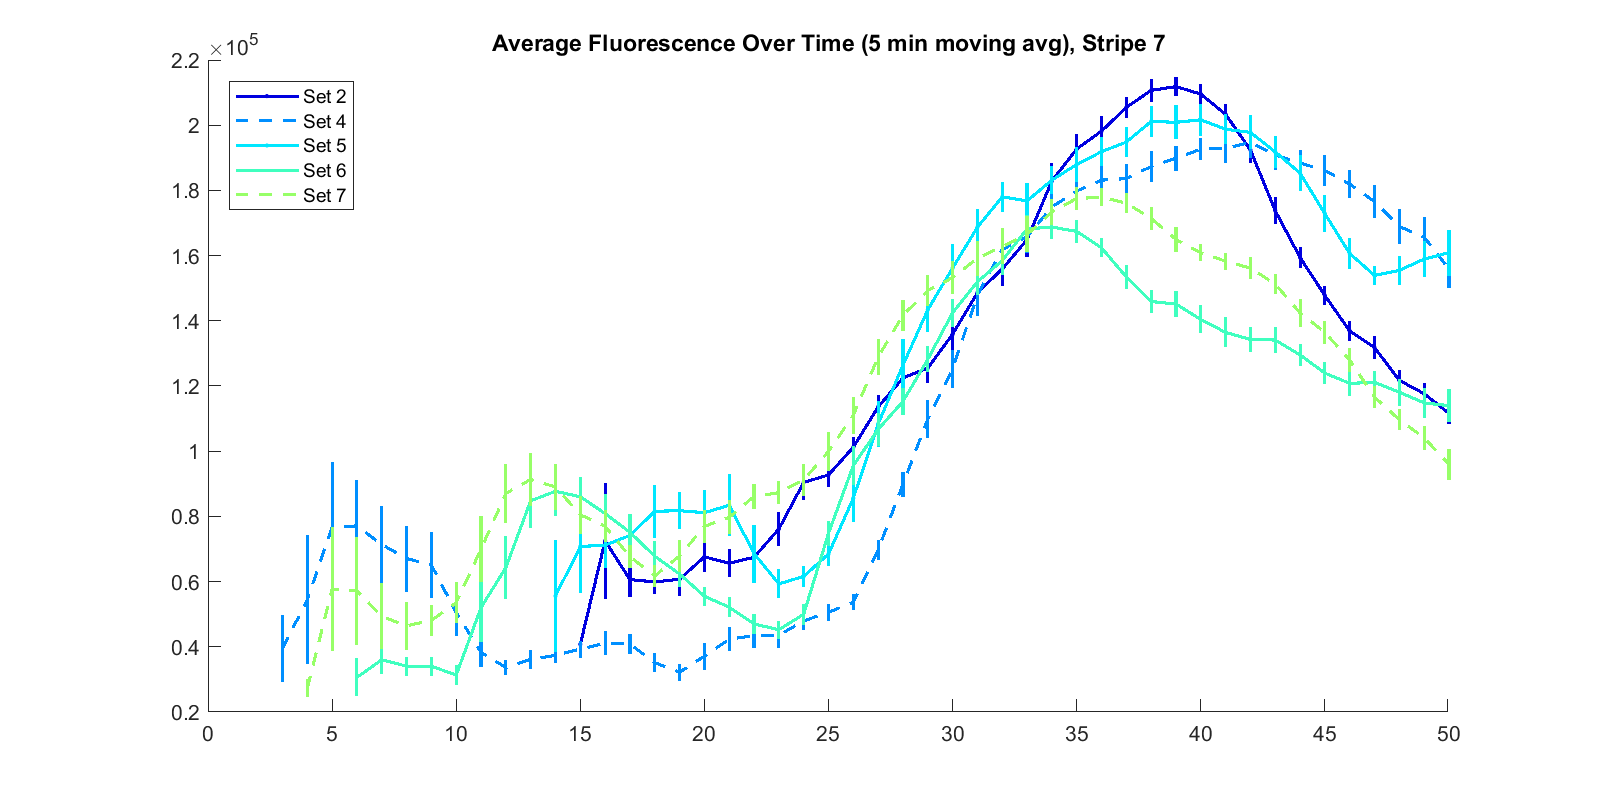 Average Fluorescence Over Time (5 min moving avg), Stripe 7
×10⁵
2.2
2
1.8
1.6
1.4
1.2
1
0.8
0.6
0.4
0.2
Set 2
Set 4
Set 5
Set 6
Set 7
0 5 10 15 20 25 30 35 40 45 50